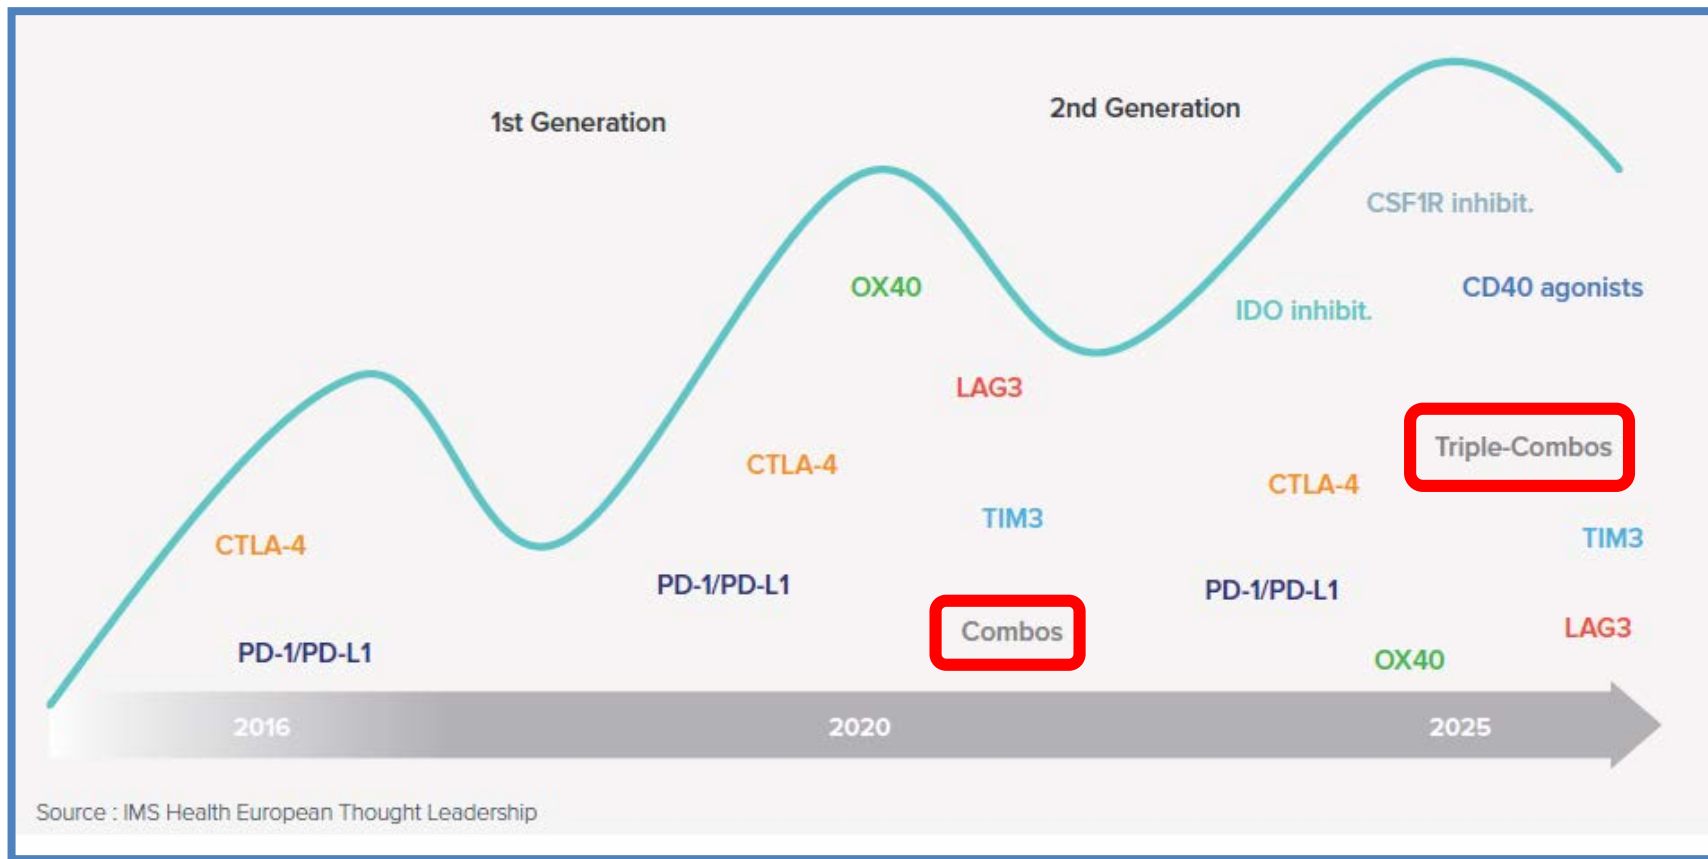 2nd Generation
1st Generation
CSF1R inhibit.
OX40
CD40 agonists
IDO inhibit.
LAG3
Triple-Combos
CTLA-4
CTLA-4
TIM3
TIM3
CTLA-4
PD-1/PD-L1
PD-1/PD-L1
Combos
LAG3
PD-1/PD-L1
OX40
2016
2020
2025
Source : IMS Health European Thought Leadership